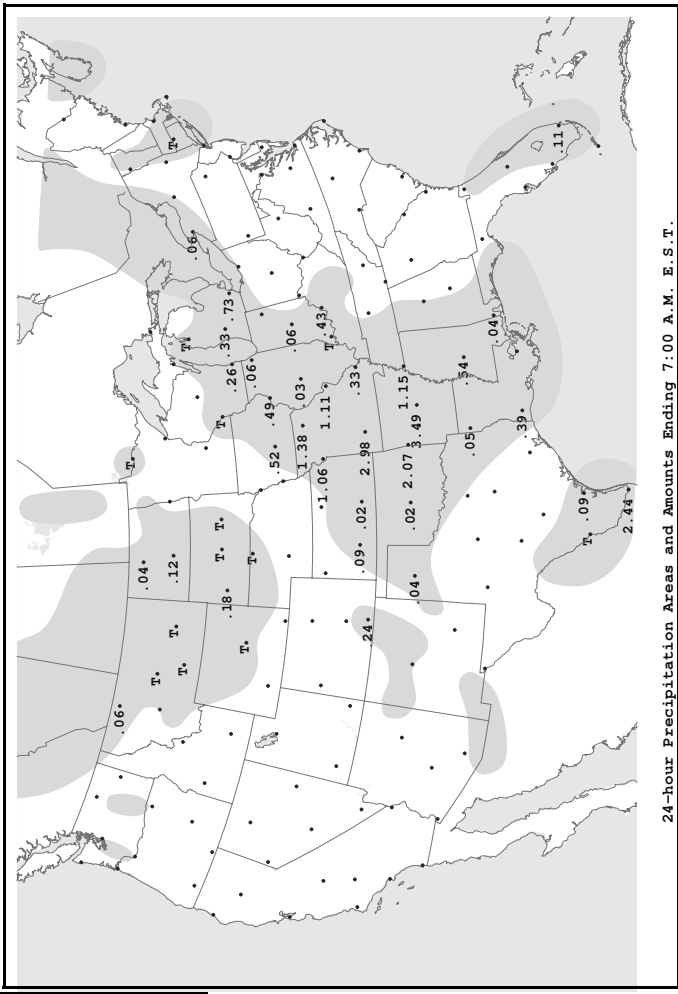 .06
T
.04
T
.12
T
T
T
T
.06
T
T
T
.18
.33
.73
.26
T
T
.06
.49
.52
.06
.03
1.38
.43
1.06
1.11
T
.33
.09
.02
2.98
.24
1.15
2.07
.02
.04
3.49
.54
.05
.04
.39
.11
T
.09
2.44
24-hour Precipitation Areas and Amounts Ending 7:00 A.M. E.S.T.